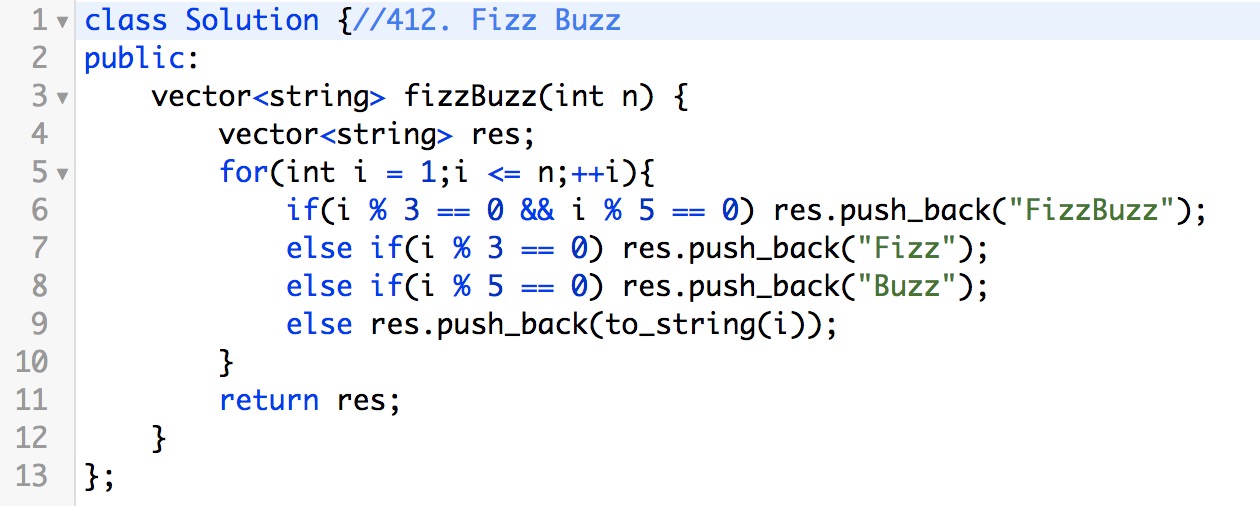 1 class Solution {//412. Fizz Buzz
2 public:
3     vector<string> fizzBuzz(int n) {
4         vector<string> res;
5         for(int i = 1;i <= n;++i){
6             if(i % 3 == 0 && i % 5 == 0) res.push_back("FizzBuzz");
7             else if(i % 3 == 0) res.push_back("Fizz");
8             else if(i % 5 == 0) res.push_back("Buzz");
9             else res.push_back(to_string(i));
10         }
11         return res;
12     }
13 };